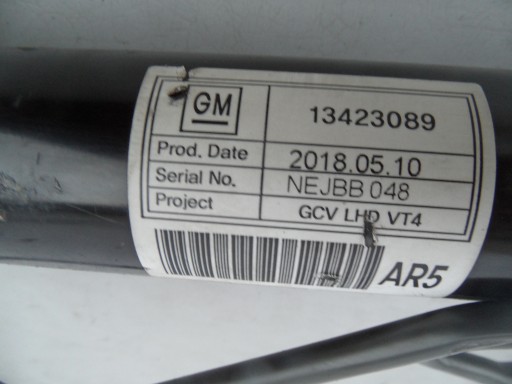 GM 13423089
Prod. Date 2018.05.10
Serial No. NEJBB 048
Project GCV LHD VT4
AR5